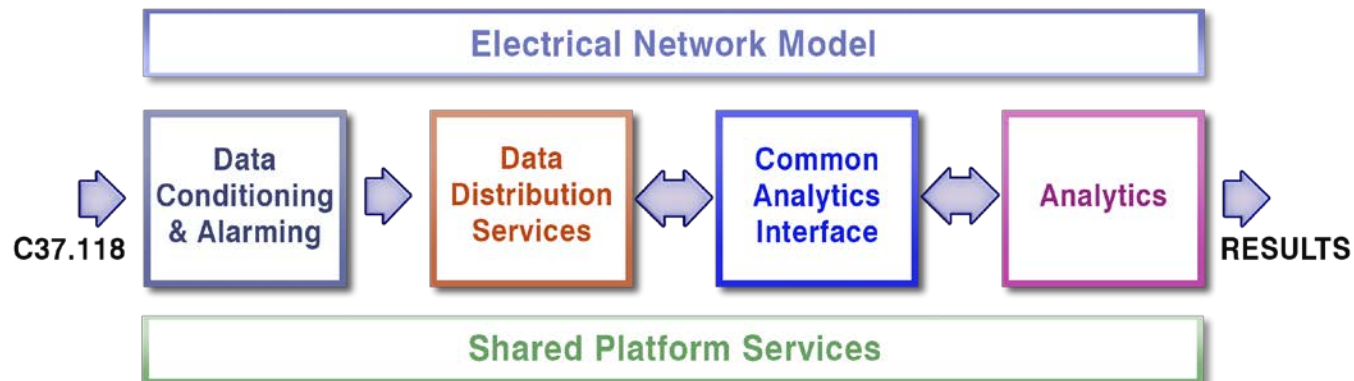 Electrical Network Model
Data
Conditioning
& Alarming
Data
Distribution
Services
Common
Analytics
Interface
Analytics
C37.118
RESULTS
Shared Platform Services